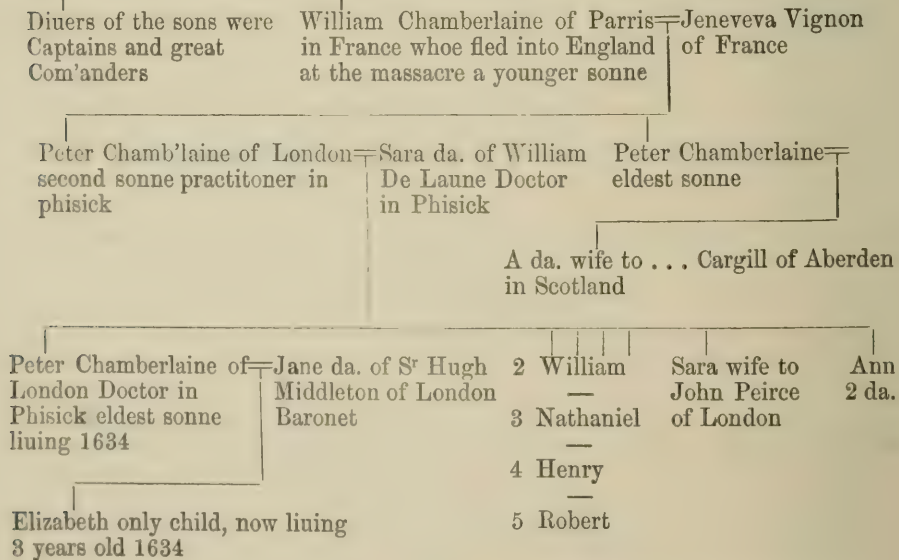 Diuers of the sons were
Captains and great
Com'anders
William Chamberlaine of Parris
in France whoe fled into England
at the massacre a younger sonne
Jeneveva Vignon
of France
Peter Chamb'laine of London
second sonne practitoner in
phisick
Sara da. of William
De Laune Doctor
in Phisick
Peter Chamberlaine
eldest sonne
A da. wife to . . . Cargill of Aberden
in Scotland
Peter Chamberlaine of
London Doctor in
Phisick eldest sonne
liuing 1634
Jane da. of Sr Hugh
Middleton of London
Baronet
2 William
3 Nathaniel
4 Henry
5 Robert
Sara wife to
John Peirce
of London
Ann
2 da.
Elizabeth only child, now liuing
3 years old 1634